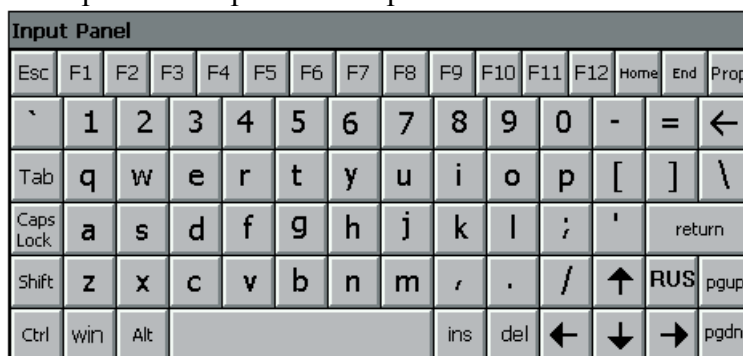 Input Panel
Esc F1 F2 F3 F4 F5 F6 F7 F8 F9 F10 F11 F12 Home End Prop
` 1 2 3 4 5 6 7 8 9 0 - = ←
Tab q w e r t y u i o p [ ] \
Caps Lock a s d f g h j k l ; ' return
Shift z x c v b n m , . / ↑ RUS pgup
Ctrl win Alt ins del ← ↓ → pgdn